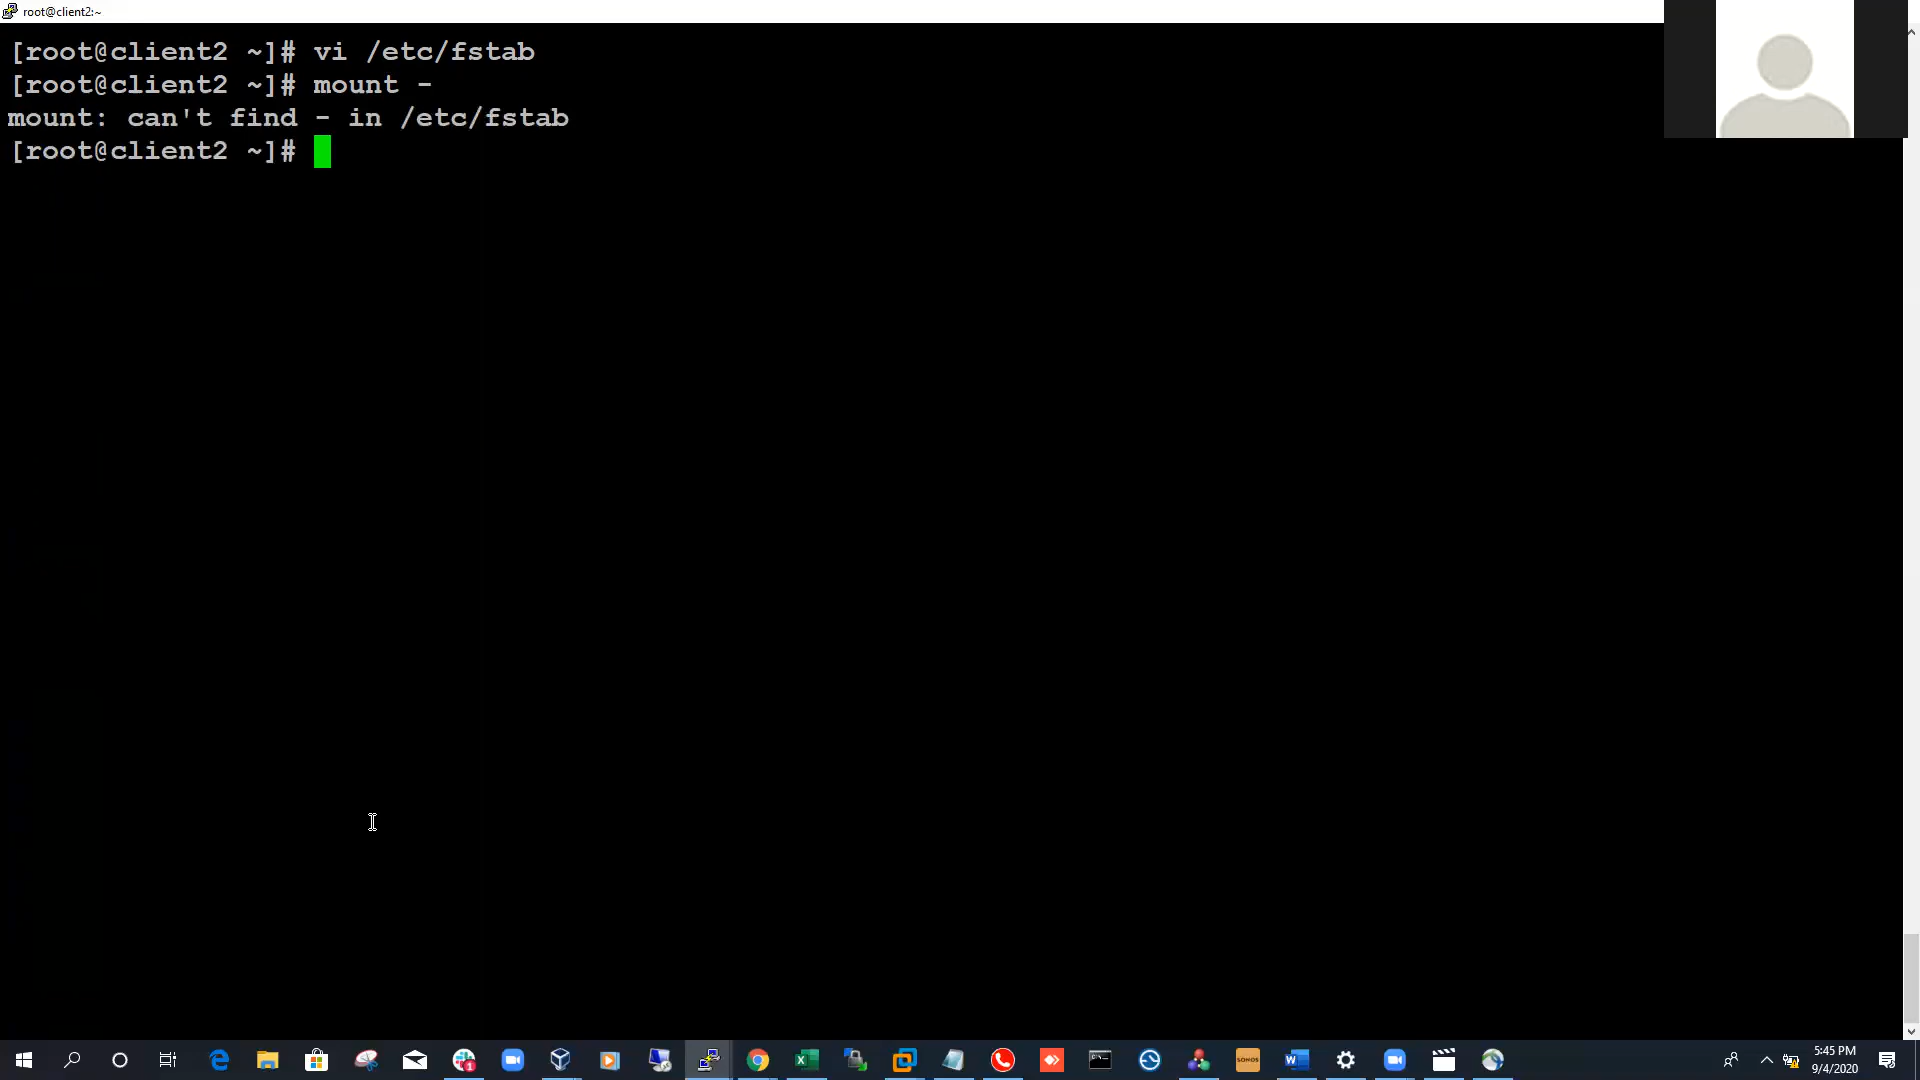 root@client2:~
[root@client2 ~]# vi /etc/fstab
[root@client2 ~]# mount -
mount: can't find - in /etc/fstab
[root@client2 ~]#
SONOS
5:45 PM
9/4/2020